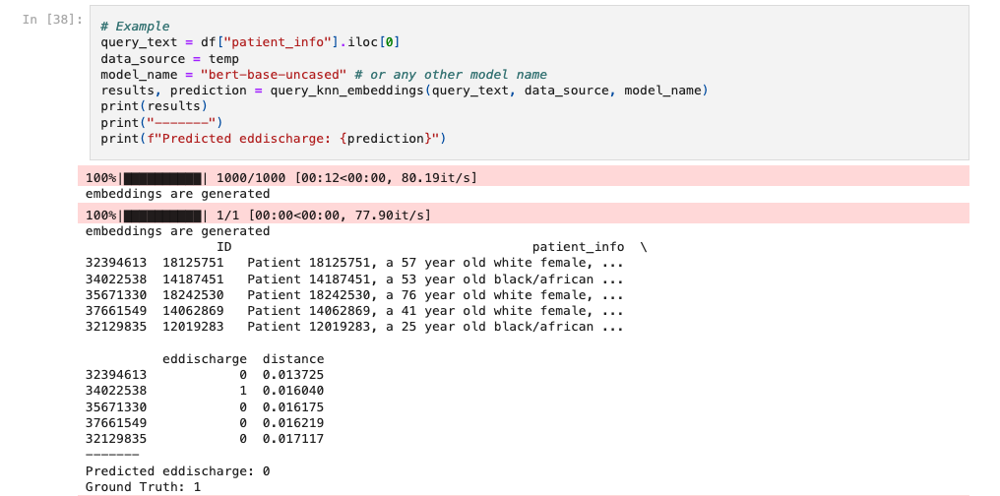 In [38]:
# Example
query_text = df["patient_info"].iloc[0]
data_source = temp
model_name = "bert-base-uncased" # or any other model name
results, prediction = query_knn_embeddings(query_text, data_source, model_name)
print(results)
print("-------")
print(f"Predicted eddischarge: {prediction}")
100%|██████████| 1000/1000 [00:12<00:00, 80.19it/s]
embeddings are generated
100%|██████████| 1/1 [00:00<00:00, 77.90it/s]
embeddings are generated
ID patient_info \
32394613 18125751 Patient 18125751, a 57 year old white female, ...
34022538 14187451 Patient 14187451, a 53 year old black/african ...
35671330 18242530 Patient 18242530, a 76 year old white female, ...
37661549 14062869 Patient 14062869, a 41 year old white female, ...
32129835 12019283 Patient 12019283, a 25 year old black/african ...
eddischarge distance
32394613 0 0.013725
34022538 1 0.016040
35671330 0 0.016175
37661549 0 0.016219
32129835 0 0.017117
-------
Predicted eddischarge: 0
Ground Truth: 1